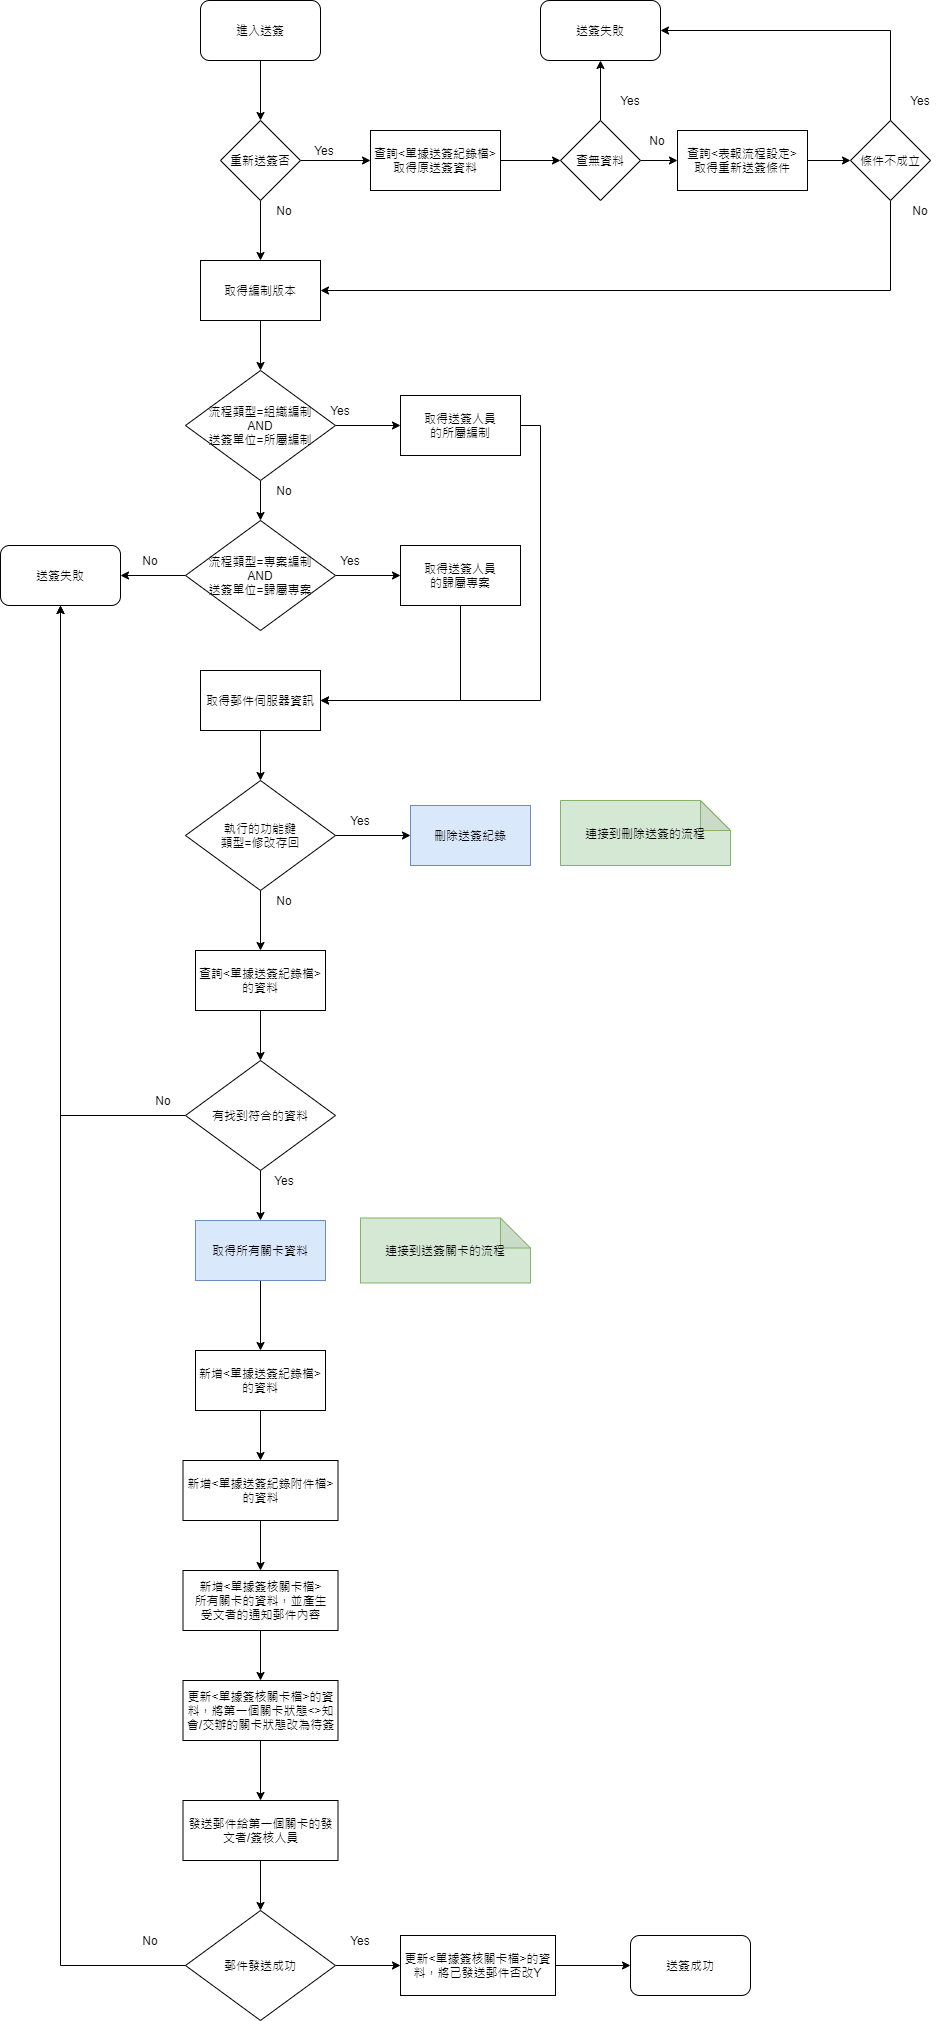 進入送簽
送簽失敗
Yes
Yes
重新送簽否
Yes
查詢<單據送簽紀錄檔>
取得原送簽資料
查無資料
No
查詢<表報流程設定>
取得重新送簽條件
條件不成立
No
No
取得編制版本
流程類型=組織編制
AND
送簽單位=所屬編制
Yes
取得送簽人員
的所屬編制
No
送簽失敗
No
流程類型=專案編制
AND
送簽單位=歸屬專案
Yes
取得送簽人員
的歸屬專案
取得郵件伺服器資訊
執行的功能鍵
類型=修改存回
Yes
刪除送簽紀錄
連接到刪除送簽的流程
No
查詢<單據送簽紀錄檔>
的資料
No
有找到符合的資料
Yes
取得所有關卡資料
連接到送簽關卡的流程
新增<單據送簽紀錄檔>
的資料
新增<單據送簽紀錄附件檔>
的資料
新增<單據簽核關卡檔>
所有關卡的資料，並產生
受文者的通知郵件內容
更新<單據簽核關卡檔>的資
料，將第一個關卡狀態<>知
會/交辦的關卡狀態改為待簽
發送郵件給第一個關卡的發
文者/簽核人員
No
郵件發送成功
Yes
更新<單據簽核關卡檔>的資
料，將已發送郵件否改Y
送簽成功